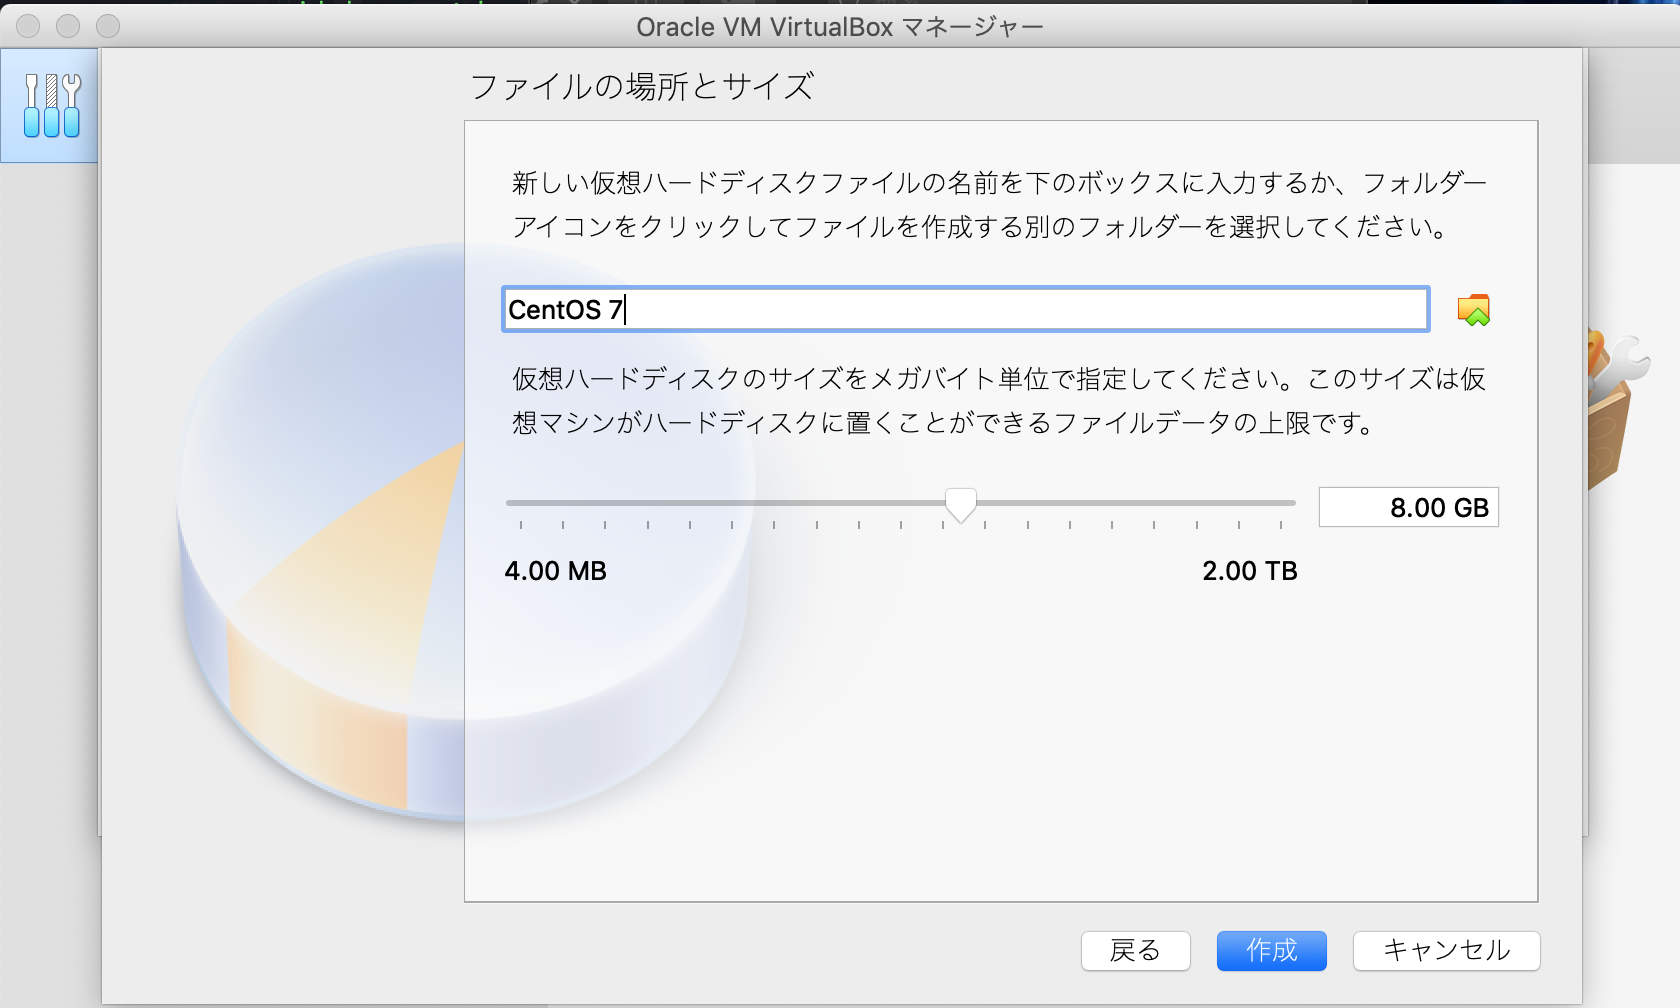 Oracle VM VirtualBox マネージャー
ファイルの場所とサイズ
新しい仮想ハードディスクファイルの名前を下のボックスに入力するか、フォルダー
アイコンをクリックしてファイルを作成する別のフォルダーを選択してください。
CentOS 7
仮想ハードディスクのサイズをメガバイト単位で指定してください。このサイズは仮
想マシンがハードディスクに置くことができるファイルデータの上限です。
8.00 GB
4.00 MB
2.00 TB
戻る
作成
キャンセル